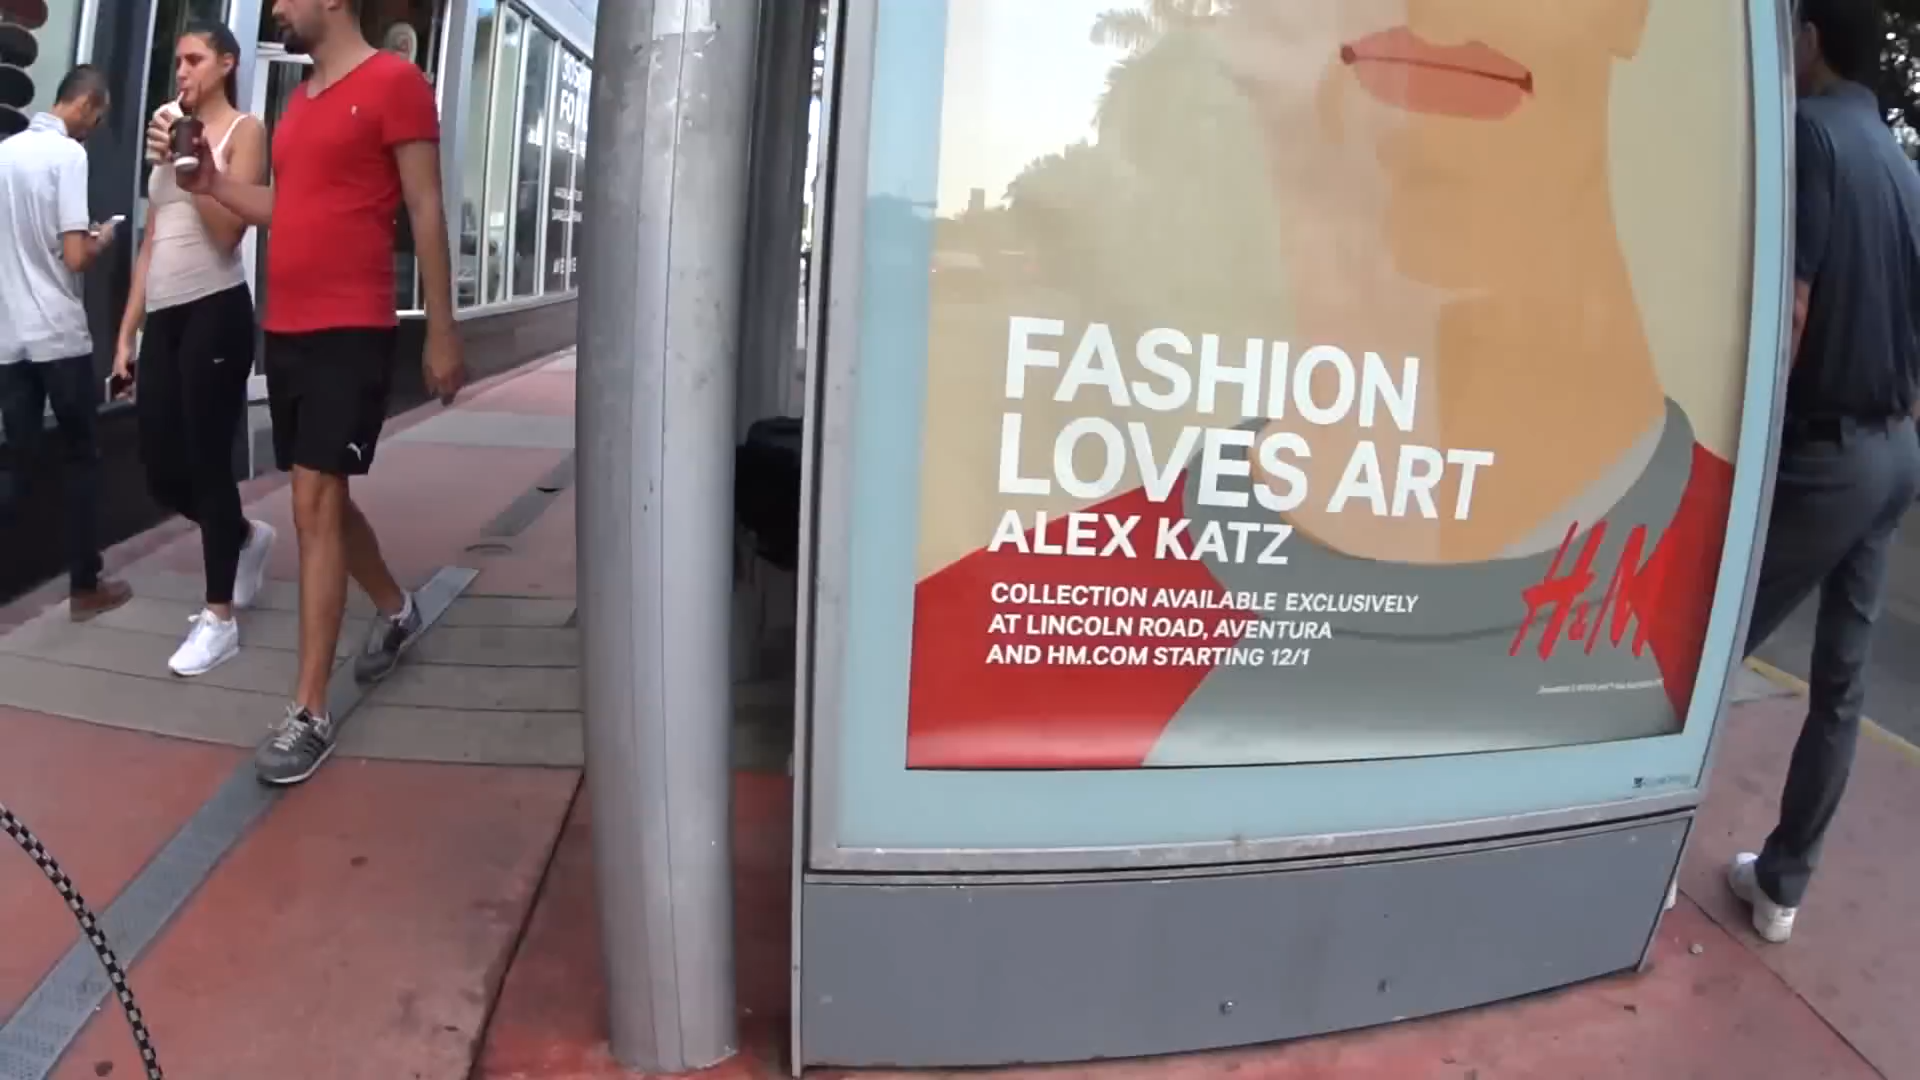 FASHION
LOVES ART
ALEX KATZ
COLLECTION AVAILABLE EXCLUSIVELY
AT LINCOLN ROAD, AVENTURA
AND HM.COM STARTING 12/1
H&M